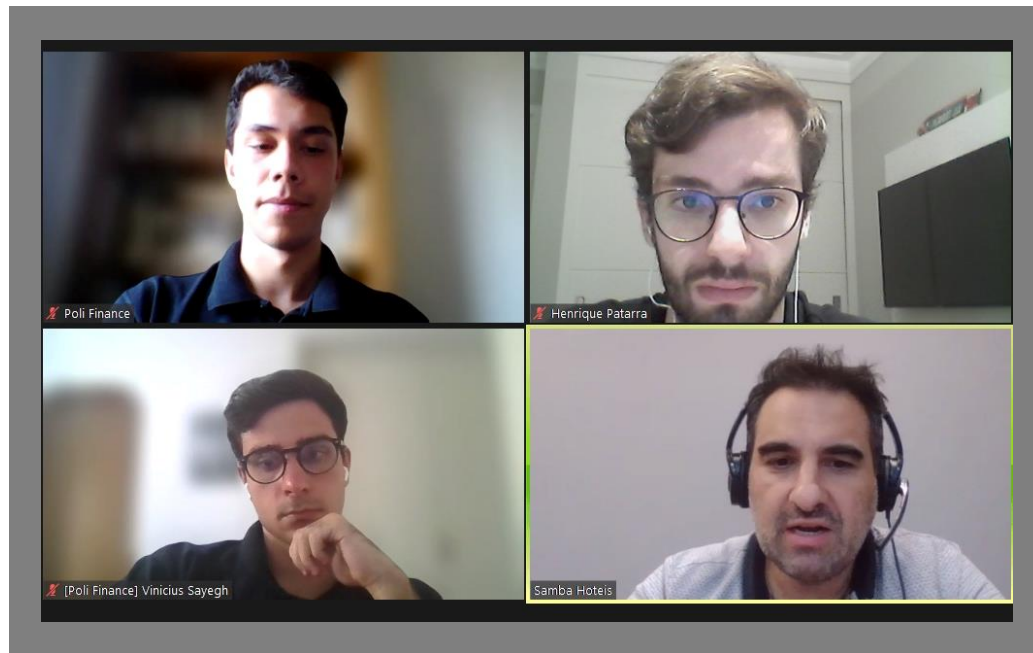 Poli Finance
Henrique Patarra
[Poli Finance] Vinicius Sayegh
Samba Hoteis